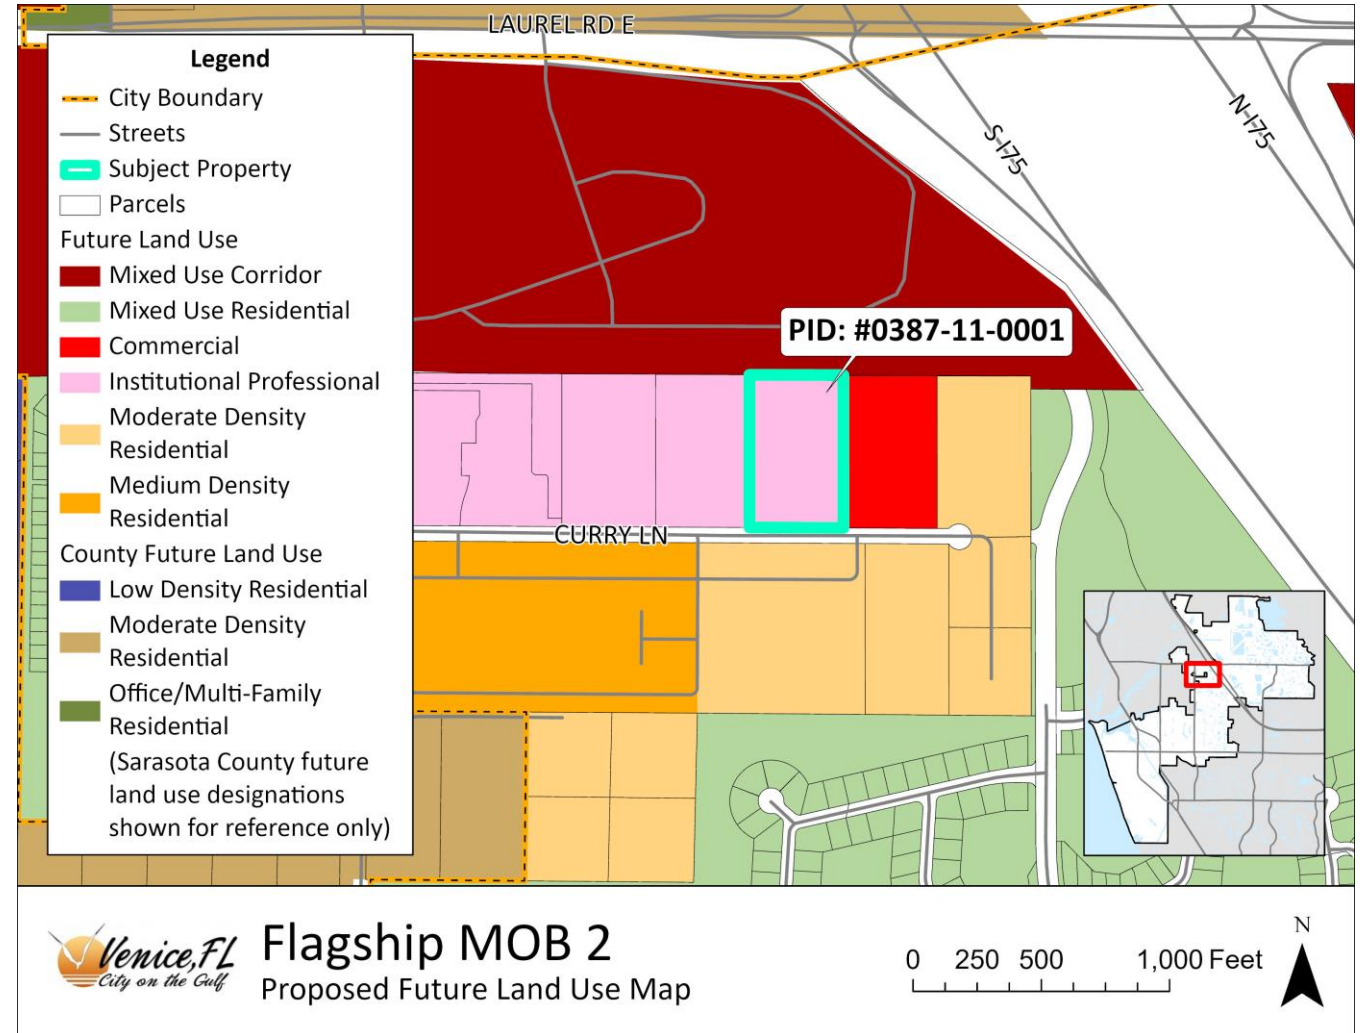 LAUREL RD E
Legend
City Boundary
Streets
Subject Property
Parcels
Future Land Use
Mixed Use Corridor
Mixed Use Residential
Commercial
Institutional Professional
Moderate Density
Residential
Medium Density
Residential
County Future Land Use
Low Density Residential
Moderate Density
Residential
Office/Multi-Family
Residential
(Sarasota County future
land use designations
shown for reference only)
S I75
N I75
PID: #0387-11-0001
CURRY LN
Venice, FL
City on the Gulf
Flagship MOB 2
Proposed Future Land Use Map
0 250 500 1,000 Feet
N